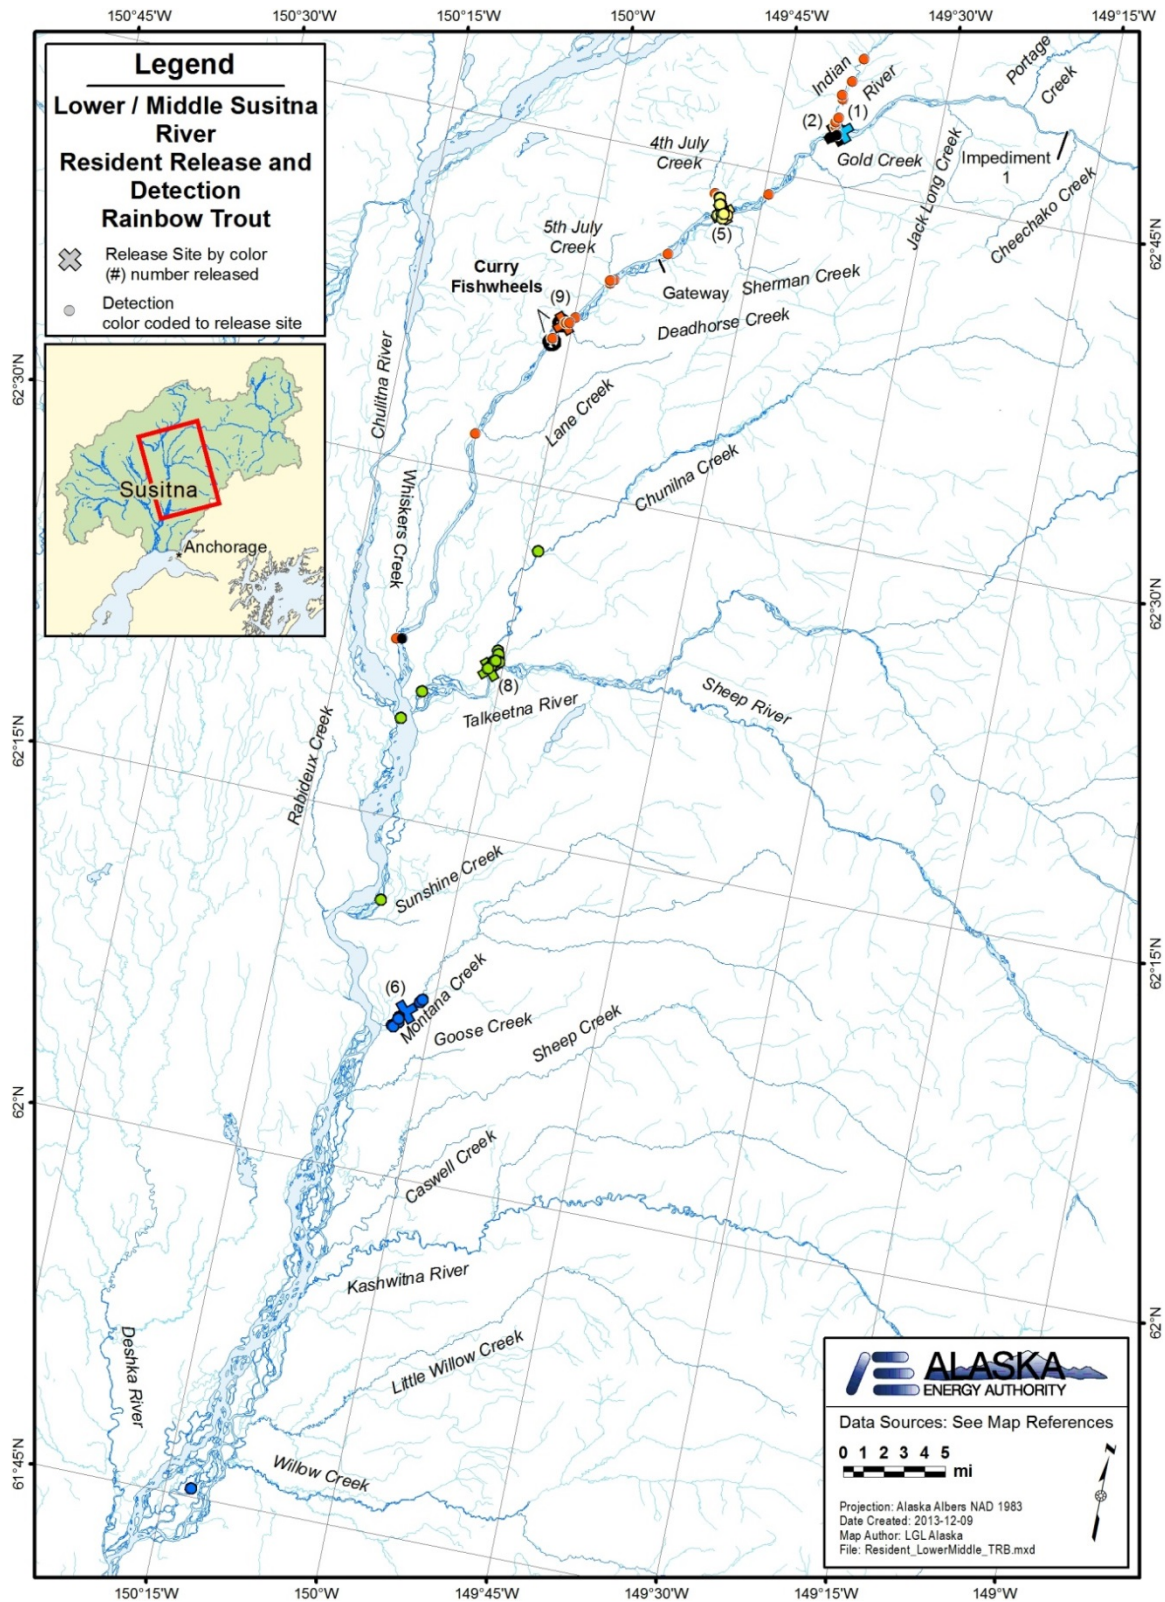 150°45'W 150°30'W 150°15'W 150°0'W 149°45'W 149°30'W 149°15'W
Legend
Lower / Middle Susitna
River
Resident Release and
Detection
Rainbow Trout
Release Site by color
(#) number released
Detection
color coded to release site
Susitna
Anchorage
Indian
River
Portage
Creek
(2)
(1)
4th July
Creek
Gold Creek
Jack Long Creek
Impediment
1
Cheechako Creek
(5)
5th July
Creek
62°45'N
Curry
Fishwheels
Gateway
Sherman Creek
(9)
Deadhorse Creek
62°30'N
Chulitna River
Lane Creek
Chunilna Creek
Whiskers Creek
62°30'N
(8)
Talkeetna River
Sheep River
62°15'N
Rabideux Creek
Sunshine Creek
62°15'N
(6)
Montana Creek
Goose Creek
Sheep Creek
62°N
Caswell Creek
Kashwitna River
62°N
Deshka River
Little Willow Creek
61°45'N
Willow Creek
ALASKA
ENERGY AUTHORITY
Data Sources: See Map References
0 1 2 3 4 5
mi
N
Projection: Alaska Albers NAD 1983
Date Created: 2013-12-09
Map Author: LGL Alaska
File: Resident_LowerMiddle_TRB.mxd
150°15'W 150°W 149°45'W 149°30'W 149°15'W 149°W